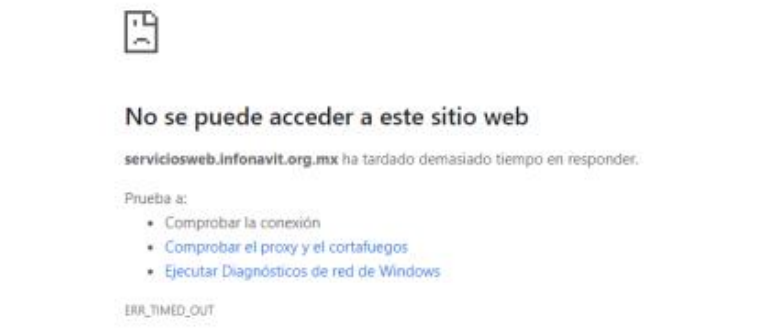 No se puede acceder a este sitio web
serviciosweb.infonavit.org.mx ha tardado demasiado tiempo en responder.
Prueba a:
• Comprobar la conexión
• Comprobar el proxy y el cortafuegos
• Ejecutar Diagnósticos de red de Windows
ERR_TIMED_OUT